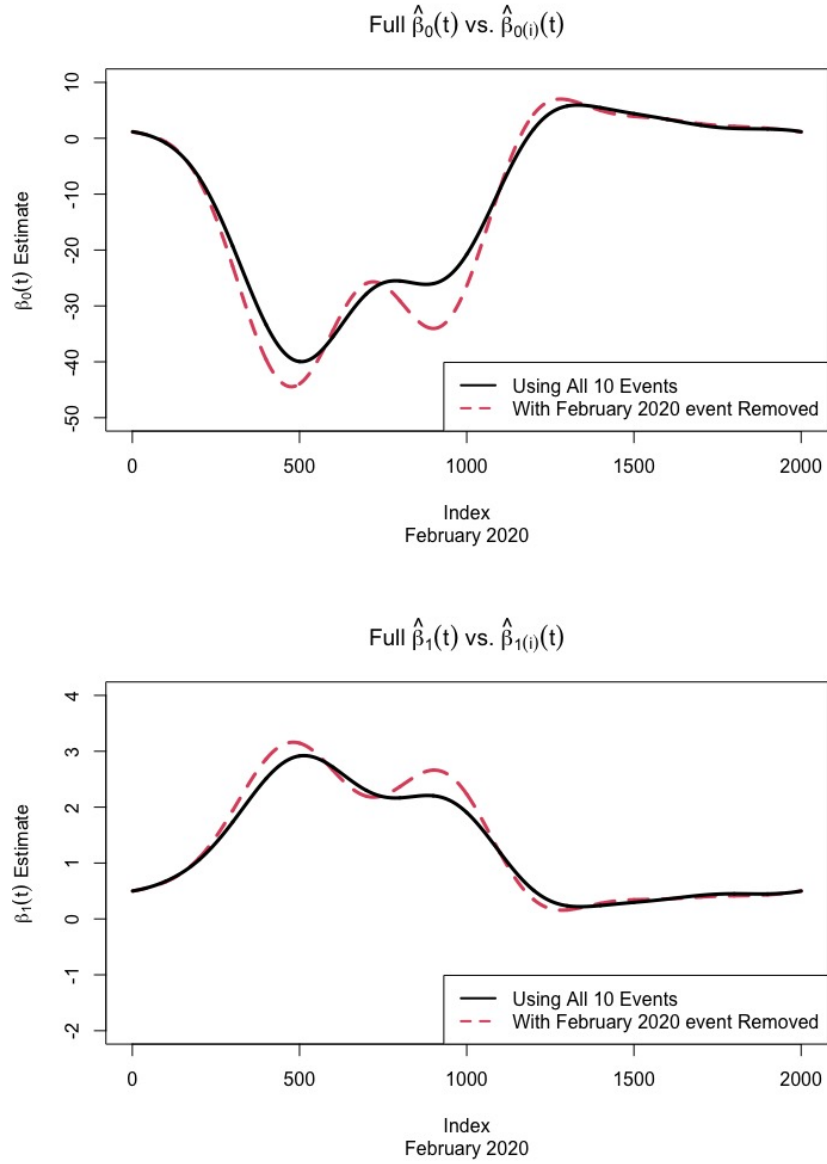 Full β̂₀(t) vs. β̂₀₍ᵢ₎(t)
β₀(t) Estimate
10
0
-10
-20
-30
-40
-50
Using All 10 Events
With February 2020 event Removed
0 500 1000 1500 2000
Index
February 2020
Full β̂₁(t) vs. β̂₁₍ᵢ₎(t)
β₁(t) Estimate
4
3
2
1
0
-1
-2
Using All 10 Events
With February 2020 event Removed
0 500 1000 1500 2000
Index
February 2020